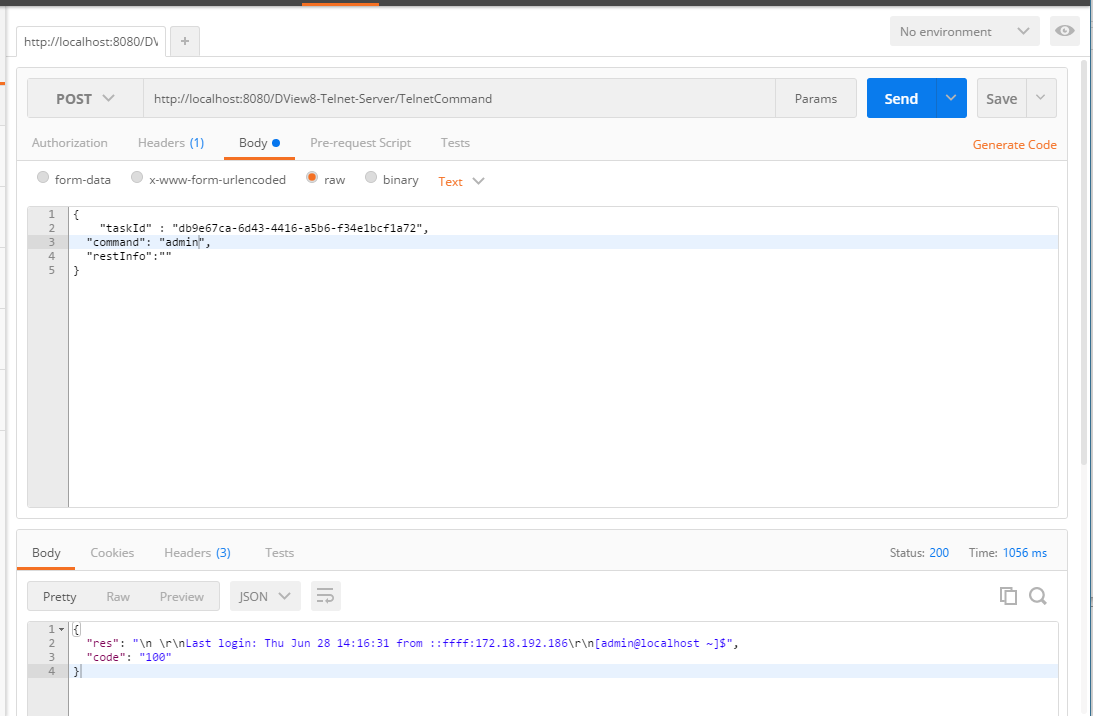 http://localhost:8080/DV
+
No environment
POST
http://localhost:8080/DView8-Telnet-Server/TelnetCommand
Params
Send
Save
Authorization
Headers (1)
Body
Pre-request Script
Tests
Generate Code
form-data
x-www-form-urlencoded
raw
binary
Text
1 {
2 "taskId" : "db9e67ca-6d43-4416-a5b6-f34e1bcf1a72",
3 "command": "admin",
4 "restInfo":""
5 }
Body
Cookies
Headers (3)
Tests
Status: 200
Time: 1056 ms
Pretty
Raw
Preview
JSON
1 {
2 "res": "\n \r\nLast login: Thu Jun 28 14:16:31 from ::ffff:172.18.192.186\r\n[admin@localhost ~]$",
3 "code": "100"
4 }